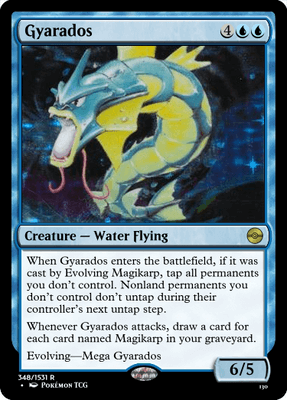 Gyarados 4
Creature — Water Flying
When Gyarados enters the battlefield, if it was
cast by Evolving Magikarp, tap all permanents
you don't control. Nonland permanents you
don't control don't untap during their
controller's next untap step.
Whenever Gyarados attacks, draw a card for
each card named Magikarp in your graveyard.
Evolving—Mega Gyarados
6/5
348/1531 R
• Pokémon TCG
130